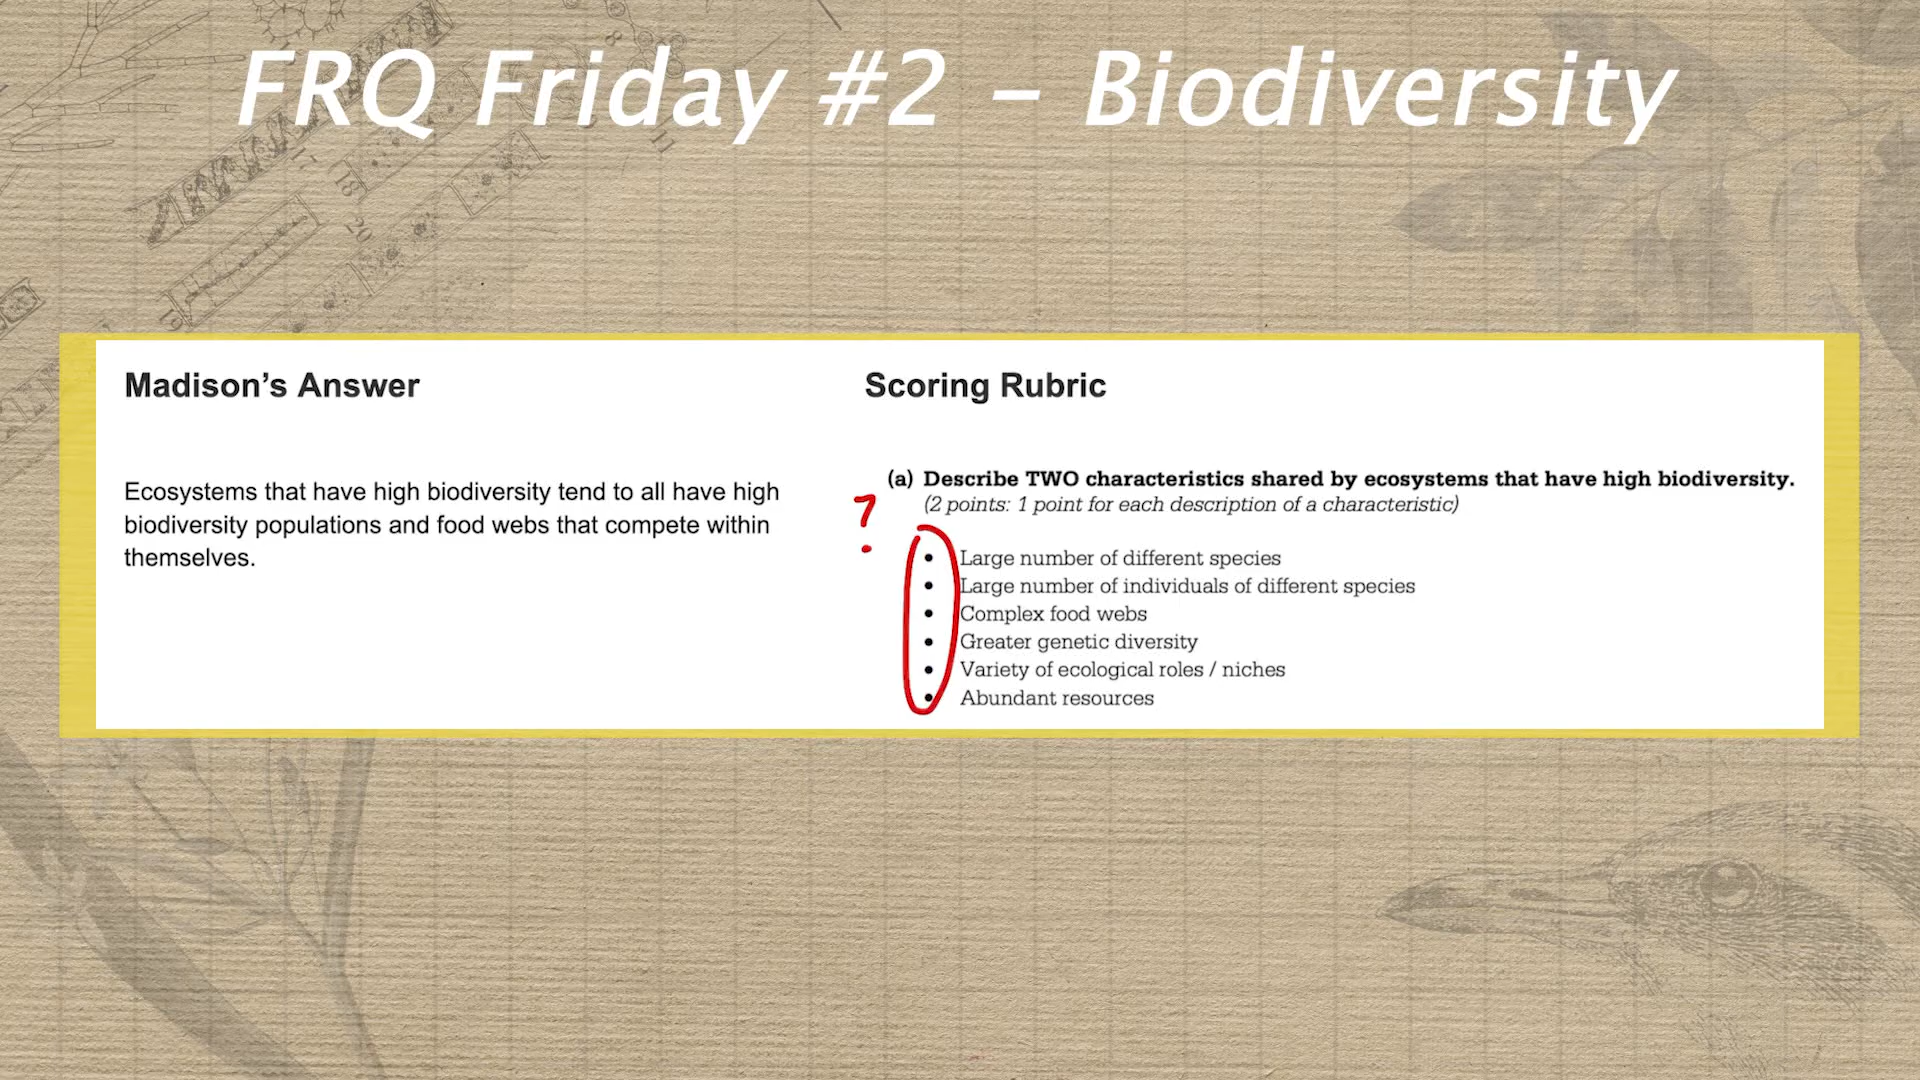 FRQ Friday #2 – Biodiversity
Madison’s Answer
Ecosystems that have high biodiversity tend to all have high
biodiversity populations and food webs that compete within
themselves.
Scoring Rubric
(a) Describe TWO characteristics shared by ecosystems that have high biodiversity.
(2 points: 1 point for each description of a characteristic)
?
• Large number of different species
• Large number of individuals of different species
• Complex food webs
• Greater genetic diversity
• Variety of ecological roles / niches
• Abundant resources